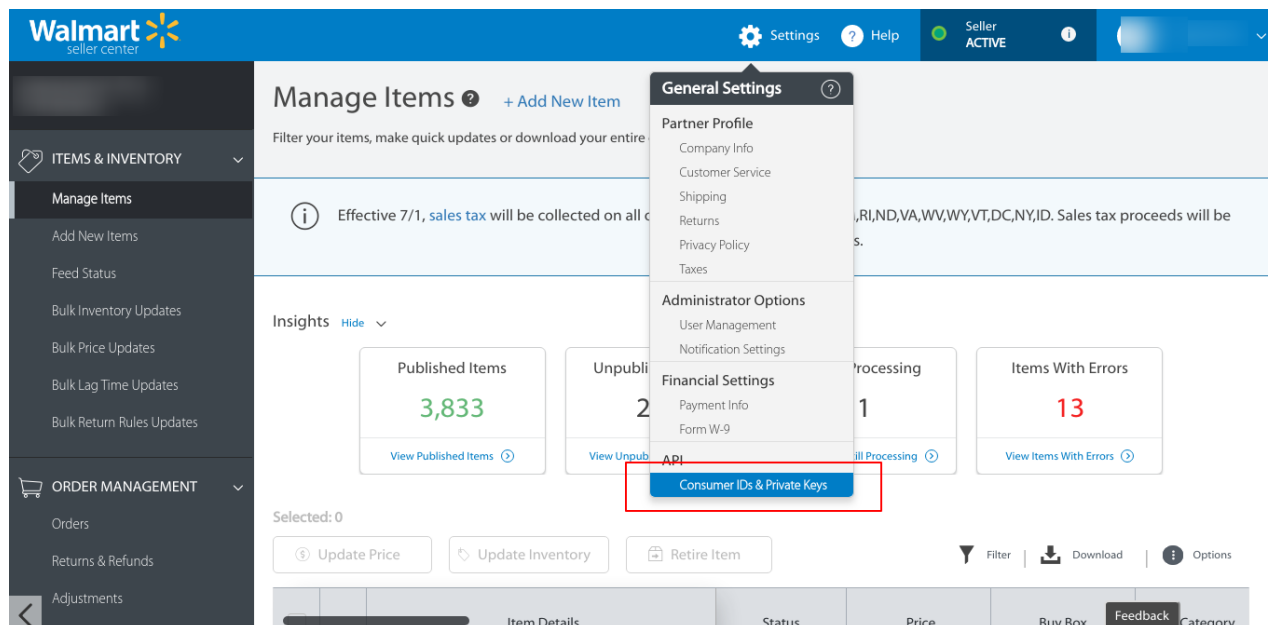 Walmart
seller center
Settings
? Help
Seller
ACTIVE
i
Manage Items ?
+ Add New Item
Filter your items, make quick updates or download your entire
General Settings ?
Partner Profile
Company Info
Customer Service
Shipping
Returns
Privacy Policy
Taxes
Administrator Options
User Management
Notification Settings
Financial Settings
Payment Info
Form W-9
API
Consumer IDs & Private Keys
ITEMS & INVENTORY
Manage Items
Add New Items
Feed Status
Bulk Inventory Updates
Bulk Price Updates
Bulk Lag Time Updates
Bulk Return Rules Updates
ORDER MANAGEMENT
Orders
Returns & Refunds
Adjustments
i
Effective 7/1, sales tax will be collected on all
,RI,ND,VA,WV,WY,VT,DC,NY,ID. Sales tax proceeds will be
s.
Insights Hide
Published Items
3,833
View Published Items
Unpubli
2
View Unpub
Processing
1
ill Processing
Items With Errors
13
View Items With Errors
Selected: 0
$ Update Price
Update Inventory
Retire Item
Filter | Download | Options
Item Details
Status
Price
Buy Box
Feedback
Category